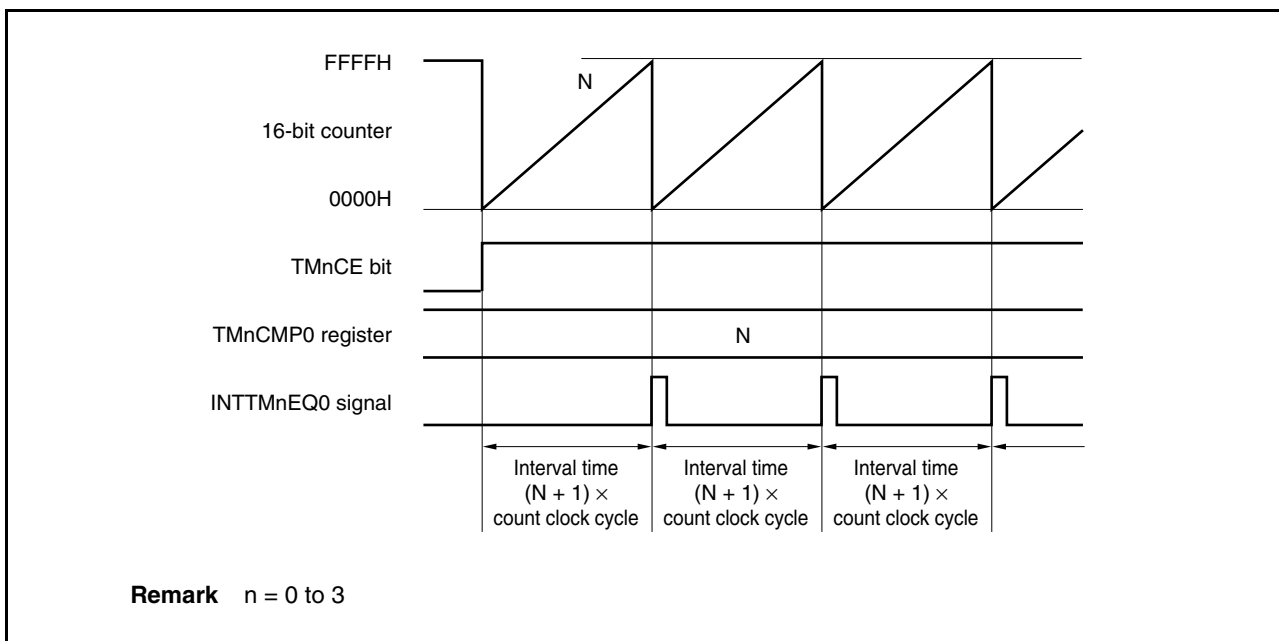 FFFFH
N
16-bit counter
0000H
TMnCE bit
TMnCMP0 register
N
INTTMnEQ0 signal
Interval time
(N + 1) ×
count clock cycle
Interval time
(N + 1) ×
count clock cycle
Interval time
(N + 1) ×
count clock cycle
Remark n = 0 to 3